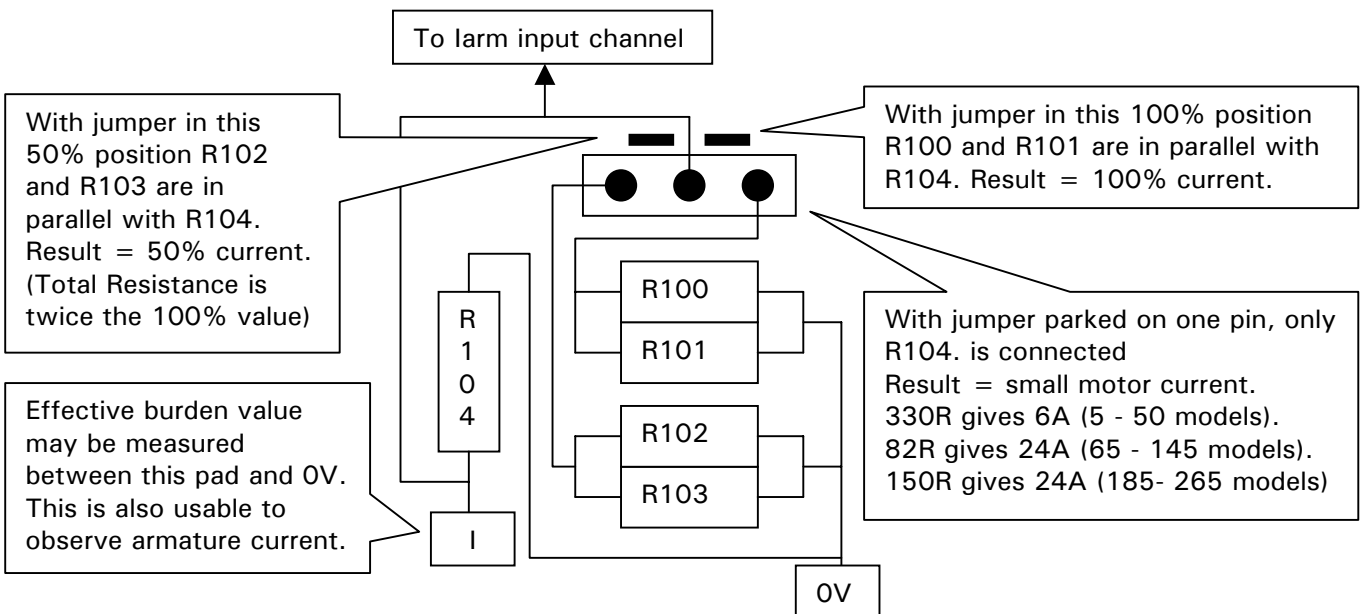 To Iarm input channel
With jumper in this
50% position R102
and R103 are in
parallel with R104.
Result = 50% current.
(Total Resistance is
twice the 100% value)
With jumper in this 100% position
R100 and R101 are in parallel with
R104. Result = 100% current.
R
1
0
4
R100
R101
R102
R103
With jumper parked on one pin, only
R104. is connected
Result = small motor current.
330R gives 6A (5 - 50 models).
82R gives 24A (65 - 145 models).
150R gives 24A (185- 265 models)
Effective burden value
may be measured
between this pad and 0V.
This is also usable to
observe armature current.
I
0V